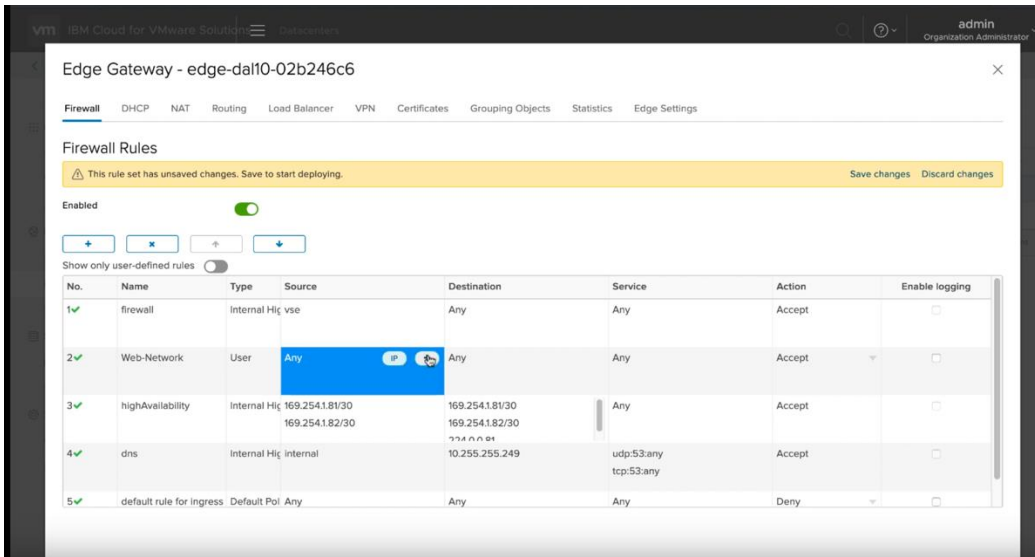 vm IBM Cloud for VMware Solutions Datacenters admin
Organization Administrator
Edge Gateway - edge-dal10-02b246c6
Firewall DHCP NAT Routing Load Balancer VPN Certificates Grouping Objects Statistics Edge Settings
Firewall Rules
This rule set has unsaved changes. Save to start deploying. Save changes Discard changes
Enabled
Show only user-defined rules
No. Name Type Source Destination Service Action Enable logging
1 firewall Internal Hig vse Any Any Accept
2 Web-Network User Any IP Any Any Accept
3 highAvailability Internal Hig 169.254.1.81/30 169.254.1.81/30 Any Accept
169.254.1.82/30 169.254.1.82/30
224.0.0.81
4 dns Internal Hig internal 10.255.255.249 udp:53:any Accept
tcp:53:any
5 default rule for ingress Default Pol Any Any Any Deny